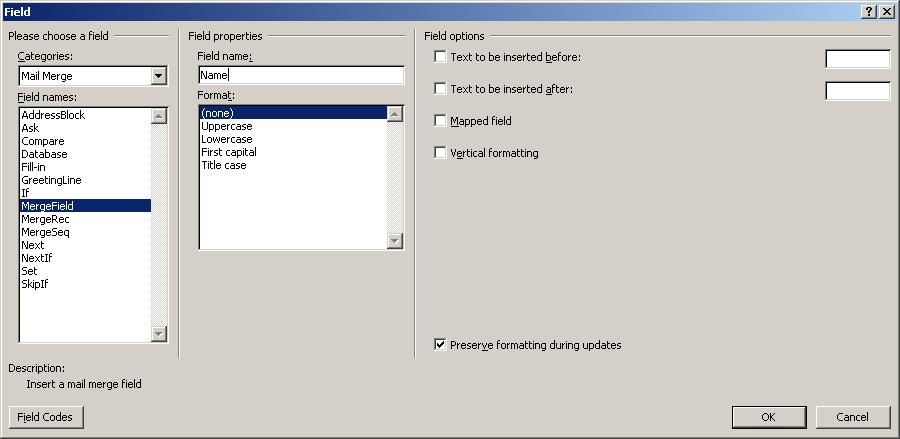 Field
Please choose a field
Categories:
Mail Merge
Field names:
AddressBlock
Ask
Compare
Database
Fill-in
GreetingLine
If
MergeField
MergeRec
MergeSeq
Next
NextIf
Set
SkipIf
Field properties
Field name:
Name
Format:
(none)
Uppercase
Lowercase
First capital
Title case
Field options
Text to be inserted before:
Text to be inserted after:
Mapped field
Vertical formatting
Preserve formatting during updates
Description:
Insert a mail merge field
Field Codes
OK
Cancel